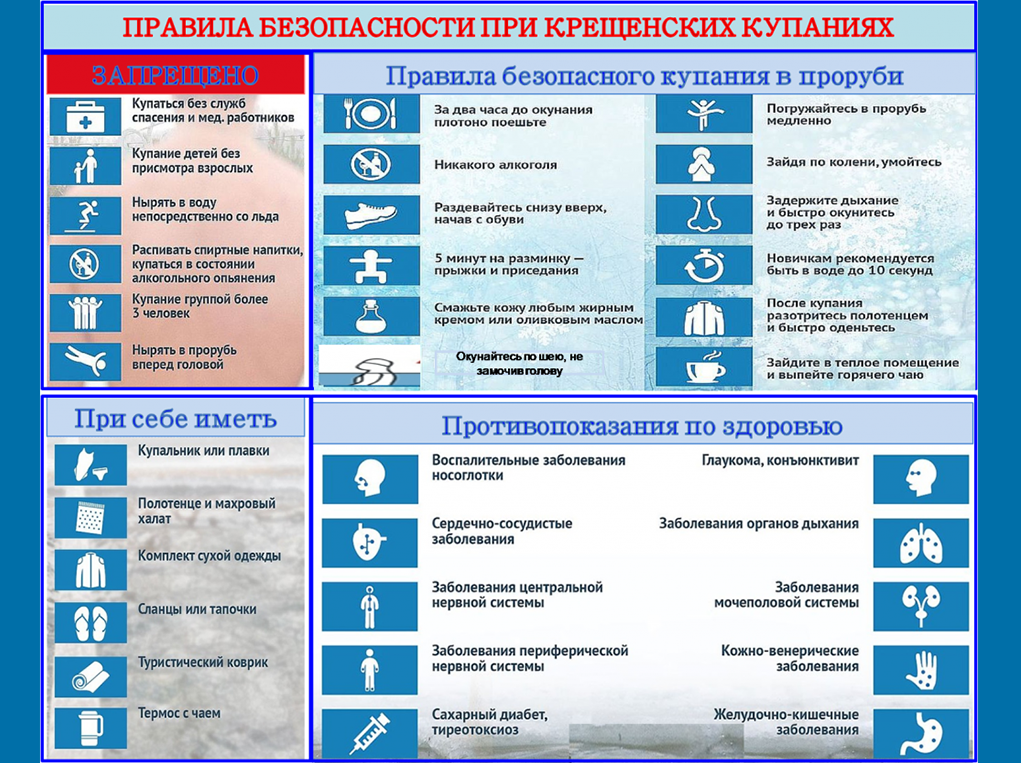 ПРАВИЛА БЕЗОПАСНОСТИ ПРИ КРЕЩЕНСКИХ КУПАНИЯХ
ЗАПРЕЩЕНО
Купаться без служб
спасения и мед. работников
Купание детей без
присмотра взрослых
Нырять в воду
непосредственно со льда
Распивать спиртные напитки,
купаться в состоянии
алкогольного опьянения
Купание группой более
3 человек
Нырять в прорубь
вперед головой
Правила безопасного купания в проруби
За два часа до окунания
плотоно поешьте
Никакого алкоголя
Раздевайтесь снизу вверх,
начав с обуви
5 минут на разминку —
прыжки и приседания
Смажьте кожу любым жирным
кремом или оливковым маслом
Окунайтесь по шею, не
замочив голову
Погружайтесь в прорубь
медленно
Зайдя по колени, умойтесь
Задержите дыхание
и быстро окунитесь
до трех раз
Новичкам рекомендуется
быть в воде до 10 секунд
После купания
разотритесь полотенцем
и быстро оденьтесь
Зайдите в теплое помещение
и выпейте горячего чаю
При себе иметь
Купальник или плавки
Полотенце и махровый
халат
Комплект сухой одежды
Сланцы или тапочки
Туристический коврик
Термос с чаем
Противопоказания по здоровью
Воспалительные заболевания
носоглотки
Сердечно-сосудистые
заболевания
Заболевания центральной
нервной системы
Заболевания периферической
нервной системы
Сахарный диабет,
тиреотоксиоз
Глаукома, конъюнктивит
Заболевания органов дыхания
Заболевания
мочеполовой системы
Кожно-венерические
заболевания
Желудочно-кишечные
заболевания